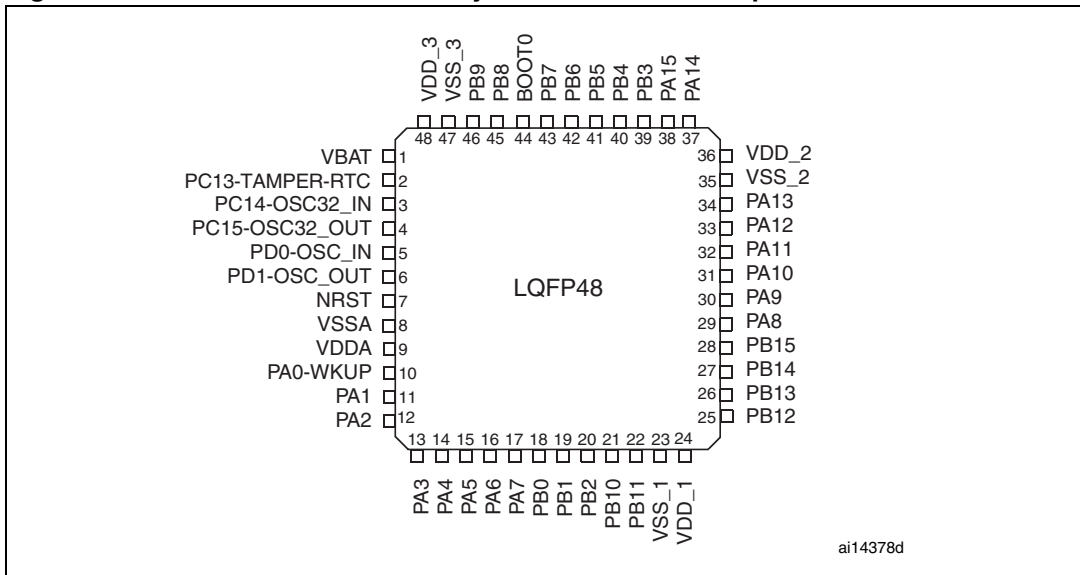 VDD_3
VSS_3
PB9
PB8
BOOT0
PB7
PB6
PB5
PB4
PB3
PA15
PA14
48 47 46 45 44 43 42 41 40 39 38 37
VBAT 1
PC13-TAMPER-RTC 2
PC14-OSC32_IN 3
PC15-OSC32_OUT 4
PD0-OSC_IN 5
PD1-OSC_OUT 6
NRST 7
VSSA 8
VDDA 9
PA0-WKUP 10
PA1 11
PA2 12
LQFP48
36 VDD_2
35 VSS_2
34 PA13
33 PA12
32 PA11
31 PA10
30 PA9
29 PA8
28 PB15
27 PB14
26 PB13
25 PB12
13 14 15 16 17 18 19 20 21 22 23 24
PA3
PA4
PA5
PA6
PA7
PB0
PB1
PB2
PB10
PB11
VSS_1
VDD_1
ai14378d